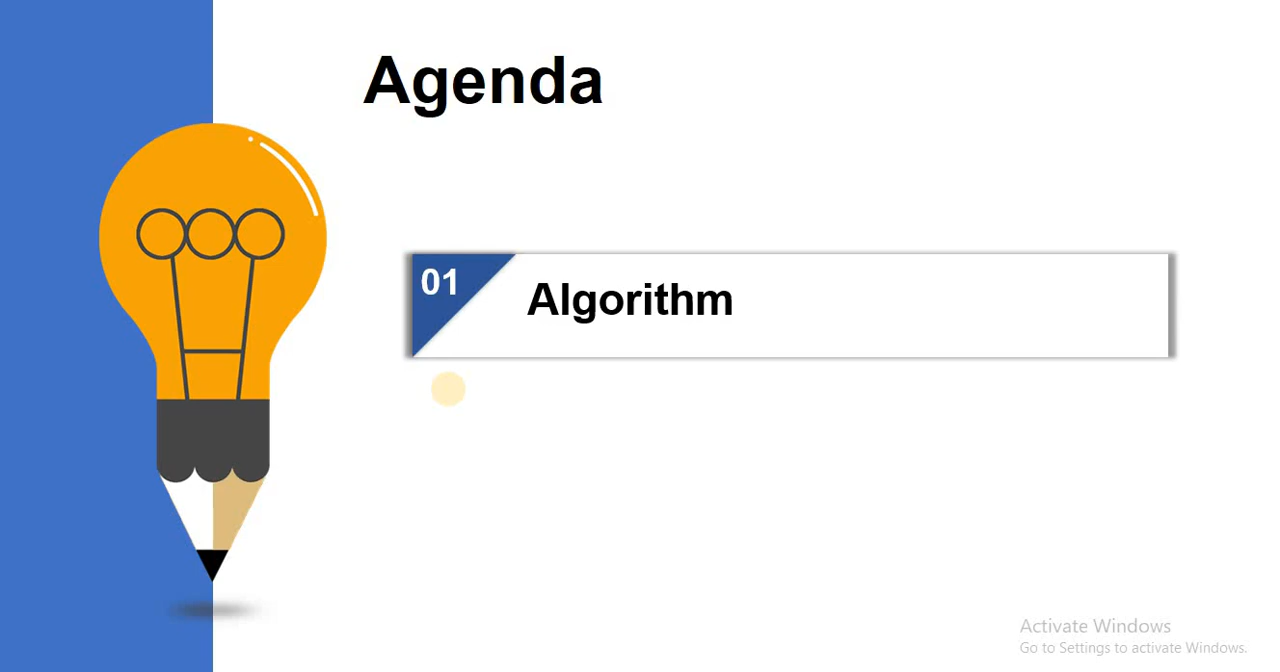 Agenda
01
Algorithm
Activate Windows
Go to Settings to activate Windows.